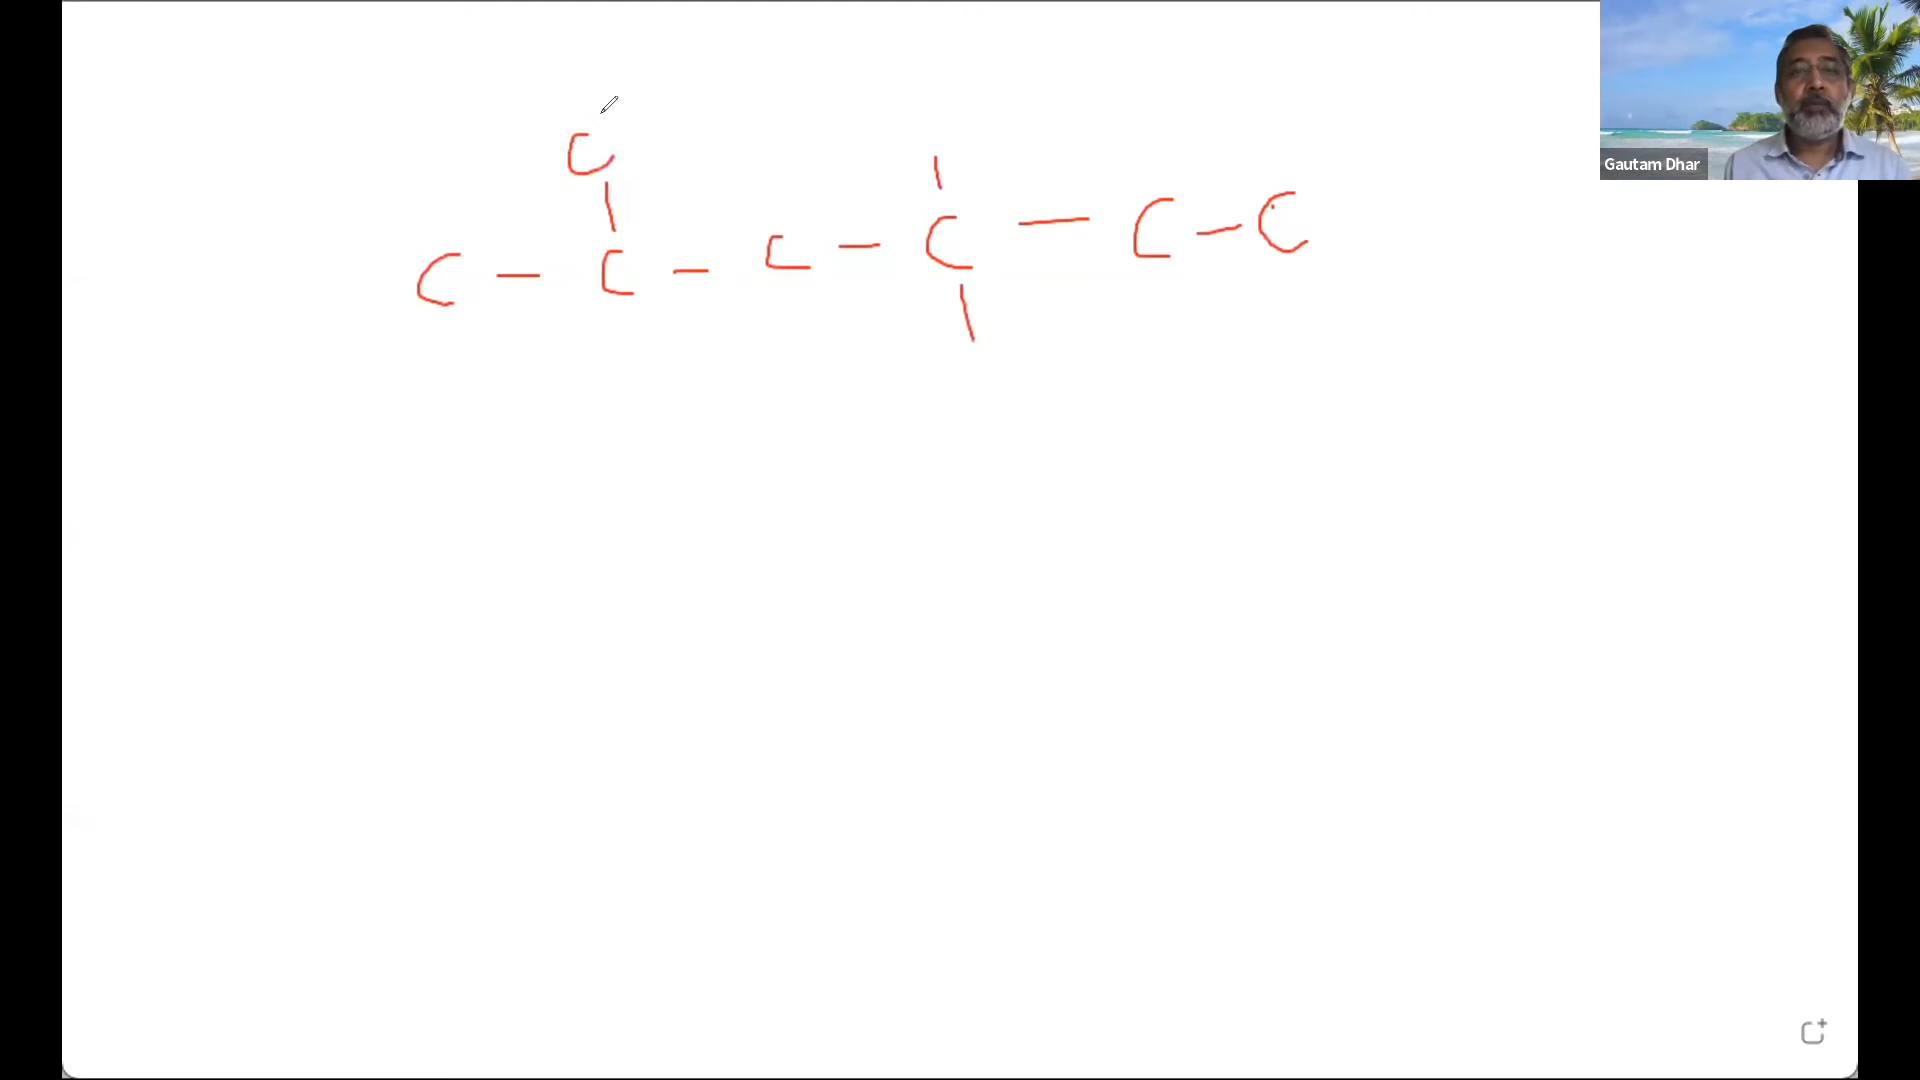 C
C – C – C – C – C – C
Gautam Dhar